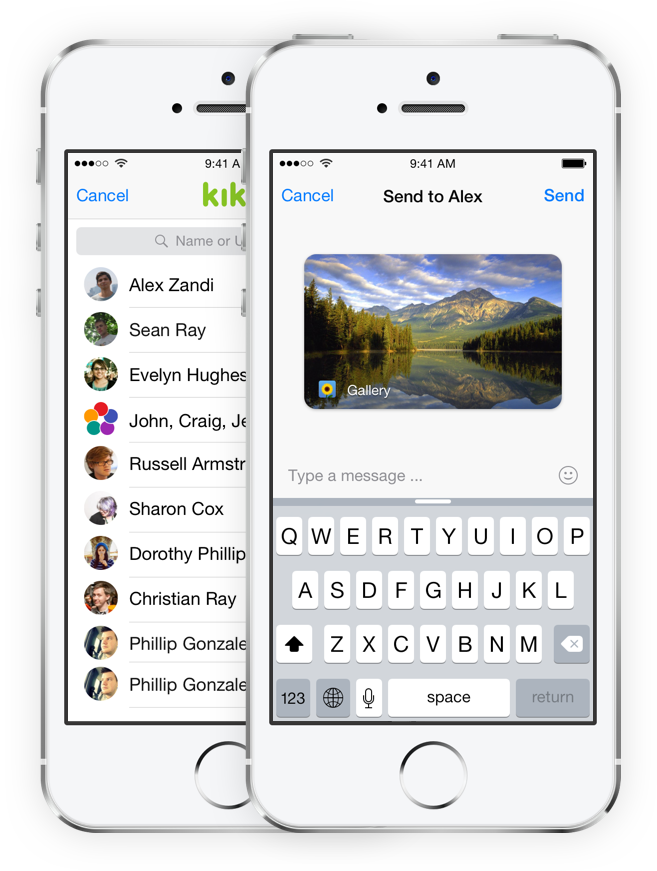 9:41 A
Cancel
kik
Name or U
Alex Zandi
Sean Ray
Evelyn Hughes
John, Craig, Je
Russell Armstr
Sharon Cox
Dorothy Phillip
Christian Ray
Phillip Gonzale
Phillip Gonzale
9:41 AM
Cancel
Send to Alex
Send
Gallery
Type a message ...
Q W E R T Y U I O P
A S D F G H J K L
Z X C V B N M
123
space
return